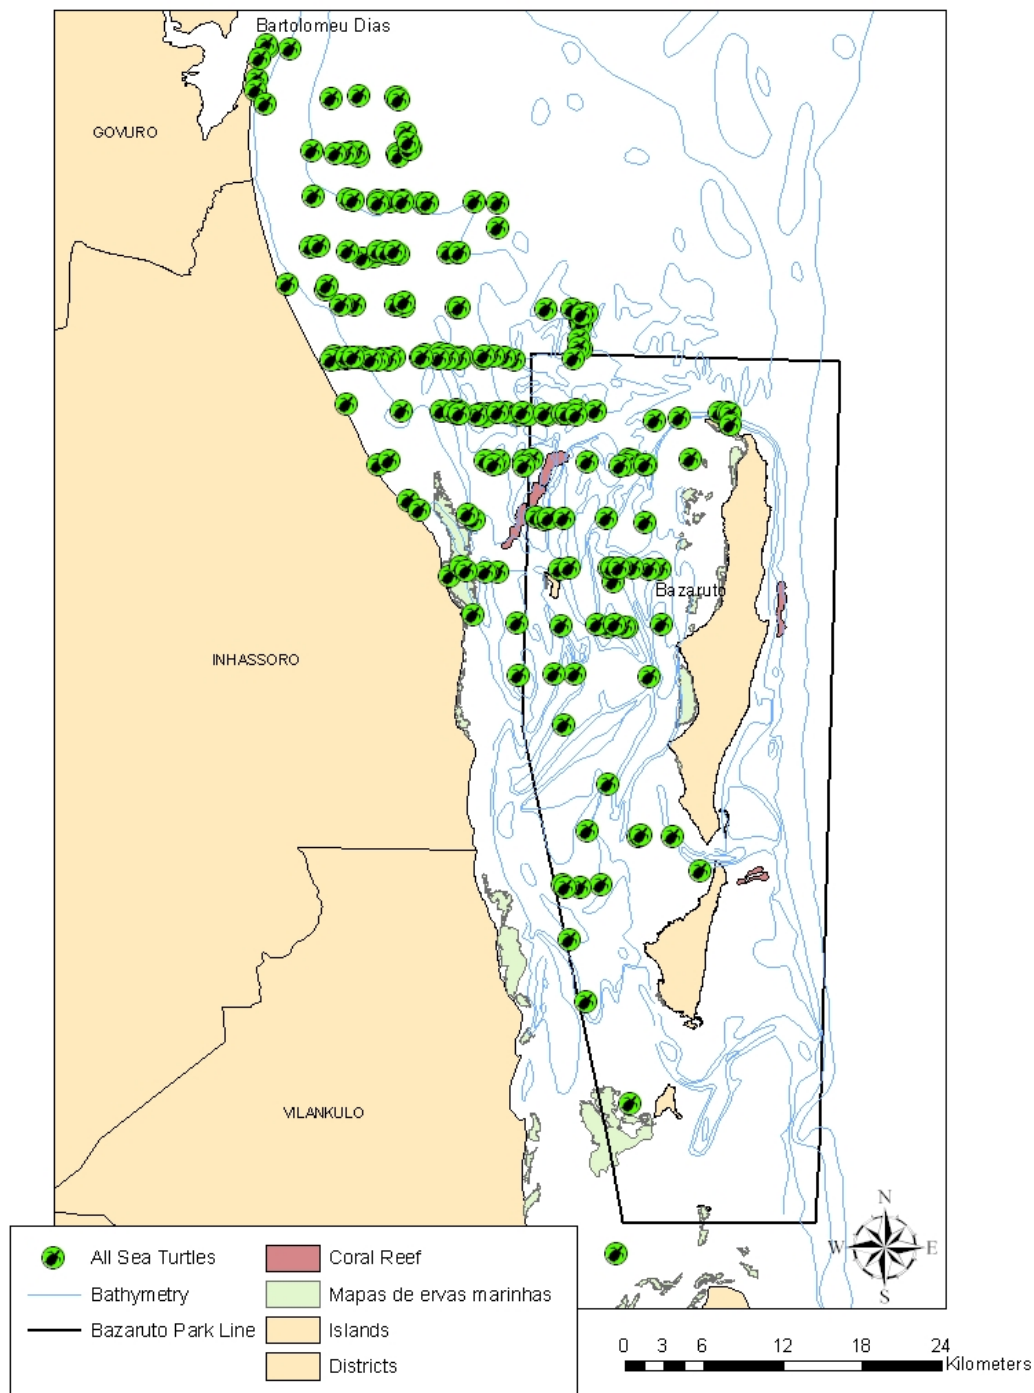 Bartolomeu Dias
GOVURO
Bazaruto
INHASSORO
VILANKULO
N
W
E
S
All Sea Turtles
Coral Reef
Bathymetry
Mapas de ervas marinhas
Bazaruto Park Line
Islands
Districts
0 3 6 12 18 24
Kilometers